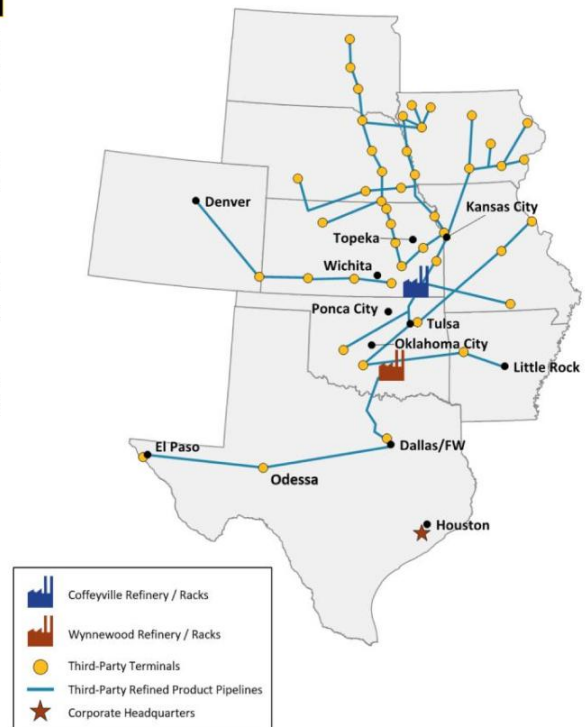 Denver
Kansas City
Topeka
Wichita
Ponca City
Tulsa
Oklahoma City
Little Rock
El Paso
Dallas/FW
Odessa
Houston
Coffeyville Refinery / Racks
Wynnewood Refinery / Racks
Third-Party Terminals
Third-Party Refined Product Pipelines
Corporate Headquarters